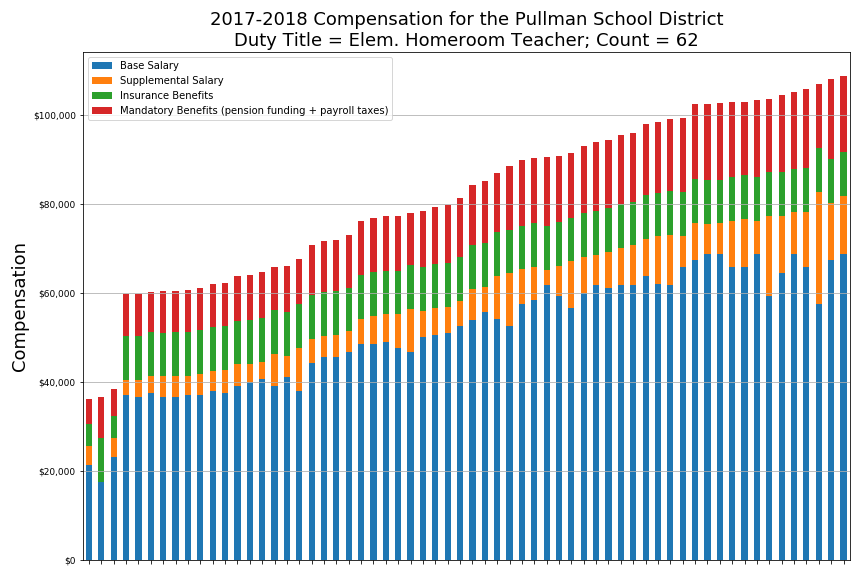 2017-2018 Compensation for the Pullman School District
Duty Title = Elem. Homeroom Teacher; Count = 62
Base Salary
Supplemental Salary
Insurance Benefits
Mandatory Benefits (pension funding + payroll taxes)
$100,000
$80,000
$60,000
$40,000
$20,000
$0
Compensation